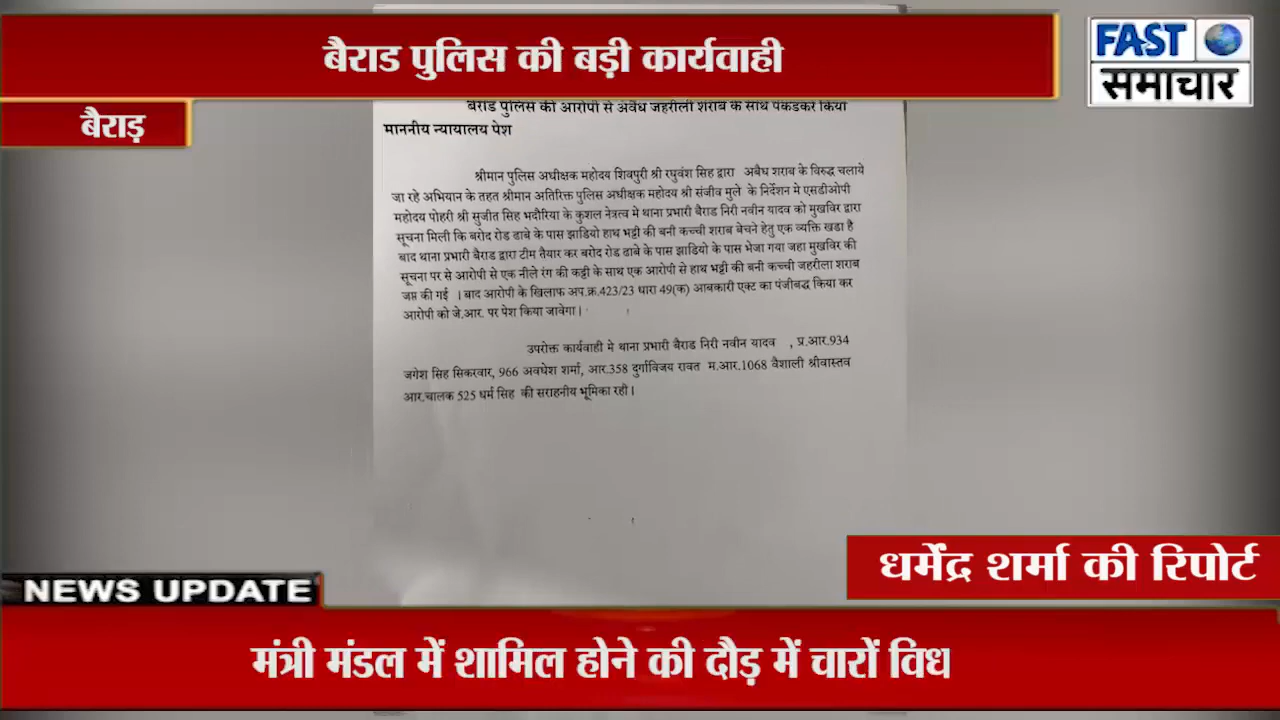 बैराड पुलिस की बड़ी कार्यवाही
FAST
समाचार
बैराड़
बैराड पुलिस की आरोपी से अवैध जहरीली शराब के साथ पकडकर किया
माननीय न्यायालय पेश
श्रीमान पुलिस अधीक्षक महोदय शिवपुरी श्री रघुवंश सिह द्वारा अबैध शराब के विरुद्ध चलाये
जा रहे अभियान के तहत श्रीमान अतिरिक्त पुलिस अधीक्षक महोदय श्री संजीव मुले के निर्देशन मे एसडीओपी
महोदय पोहरी श्री सुजीत सिह भदौरिया के कुशल नेत्रत्व मे थाना प्रभारी बैराड निरी नवीन यादव को मुखविर द्वारा
सूचना मिली कि बरोद रोड ढाबे के पास झाडियो हाथ भट्टी की बनी कच्ची शराब बेचने हेतु एक व्यक्ति खडा है
बाद थाना प्रभारी बैराड द्वारा टीम तैयार कर बरोद रोड ढाबे के पास झाडियो के पास भेजा गया जहा मुखविर की
सूचना पर से आरोपी से एक नीले रंग की कट्टी के साथ एक आरोपी से हाथ भट्टी की बनी कच्ची जहरीला शराब
जप्त की गई । बाद आरोपी के खिलाफ अप.क्र.423/23 धारा 49(क) आबकारी एक्ट का पंजीबद्ध किया कर
आरोपी को जे.आर. पर पेश किया जावेगा।
उपरोक्त कार्यवाही मे थाना प्रभारी बैराड निरी नवीन यादव , प्र.आर.934
जगेश सिह सिकरवार, 966 अवधेश शर्मा, आर.358 दुर्गाविजय रावत म.आर.1068 वैशाली श्रीवास्तव
आर.चालक 525 धर्म सिह की सराहनीय भूमिका रही।
धर्मेंद्र शर्मा की रिपोर्ट
NEWS UPDATE
मंत्री मंडल में शामिल होने की दौड़ में चारों विध